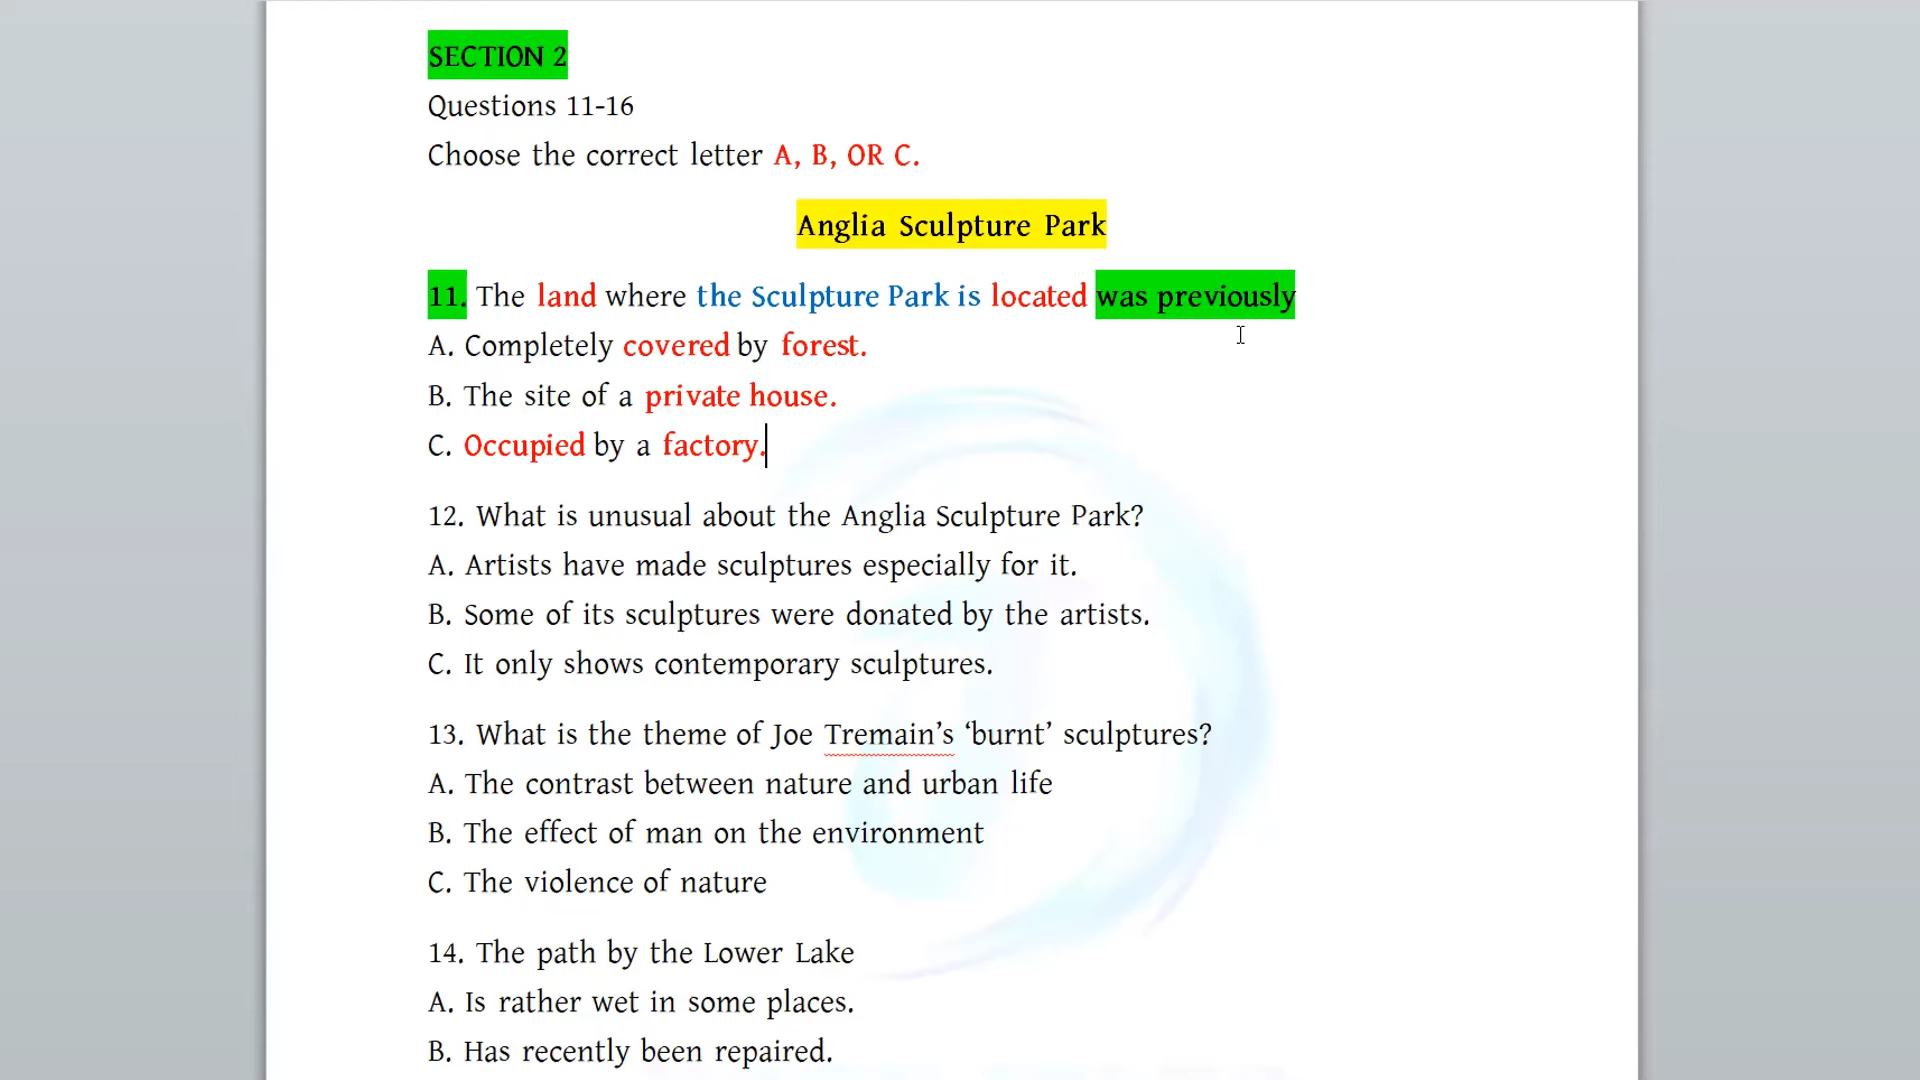 SECTION 2
Questions 11-16
Choose the correct letter A, B, OR C.
Anglia Sculpture Park
11. The land where the Sculpture Park is located was previously
A. Completely covered by forest.
B. The site of a private house.
C. Occupied by a factory.
12. What is unusual about the Anglia Sculpture Park?
A. Artists have made sculptures especially for it.
B. Some of its sculptures were donated by the artists.
C. It only shows contemporary sculptures.
13. What is the theme of Joe Tremain’s ‘burnt’ sculptures?
A. The contrast between nature and urban life
B. The effect of man on the environment
C. The violence of nature
14. The path by the Lower Lake
A. Is rather wet in some places.
B. Has recently been repaired.